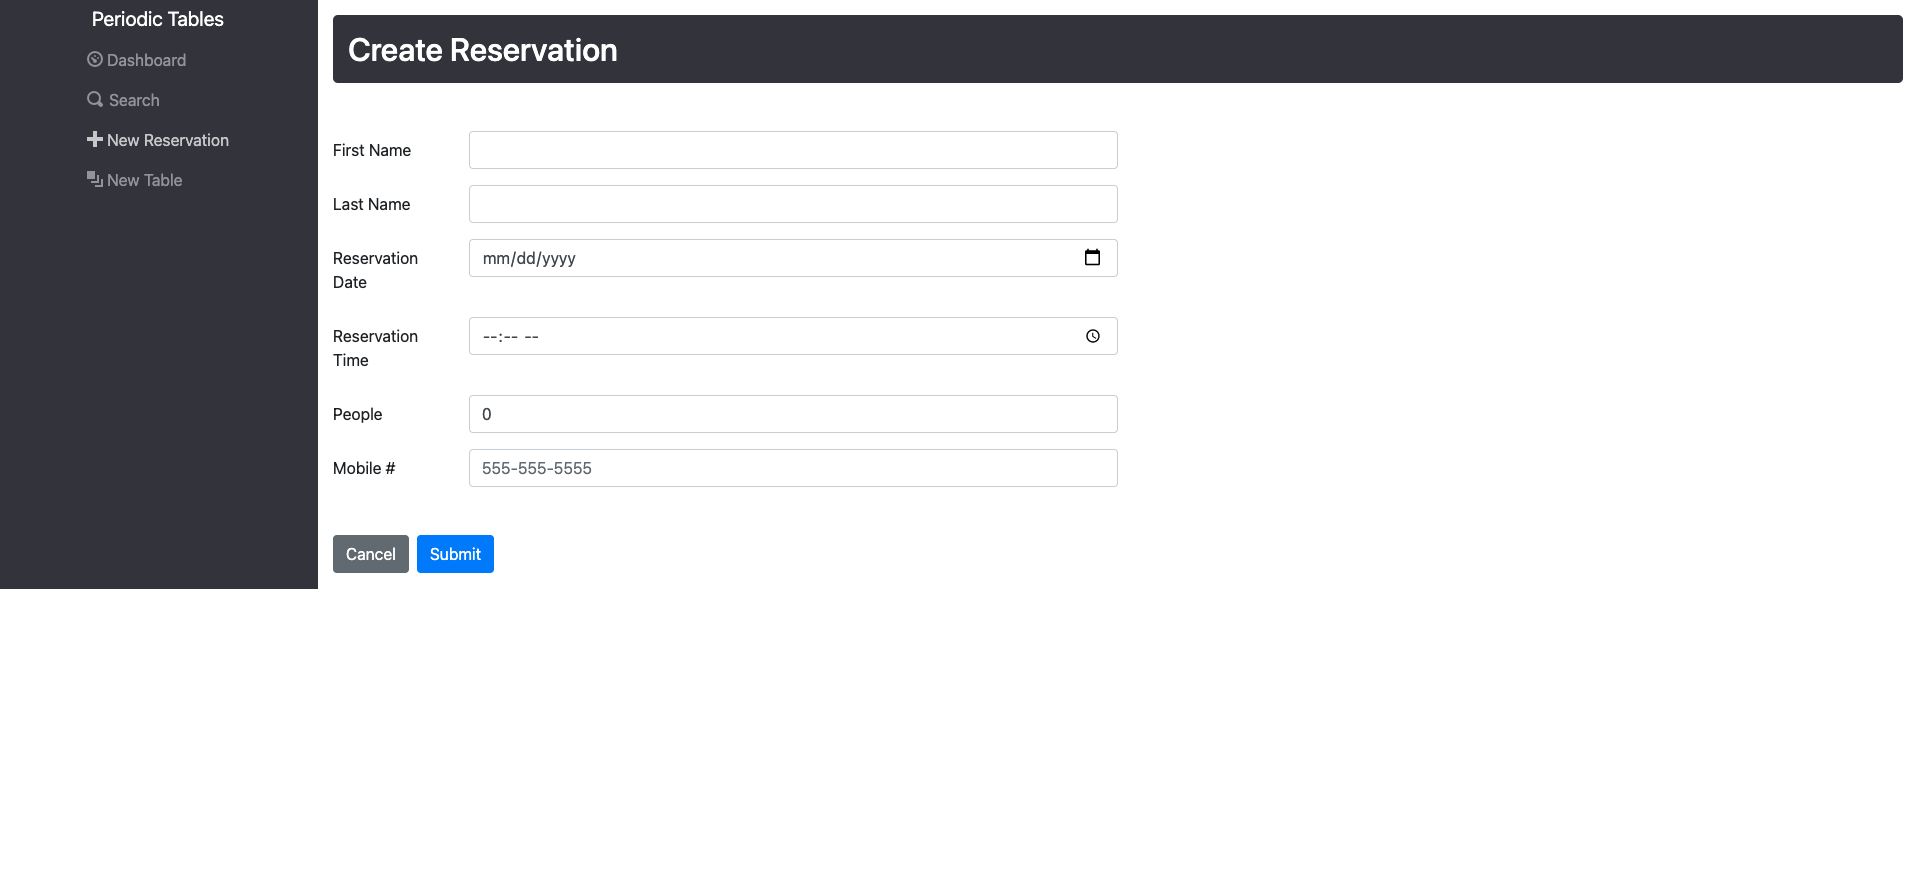 Periodic Tables
Dashboard
Search
New Reservation
New Table
Create Reservation
First Name
Last Name
Reservation
Date
mm/dd/yyyy
Reservation
Time
--:-- --
People
0
Mobile #
555-555-5555
Cancel
Submit